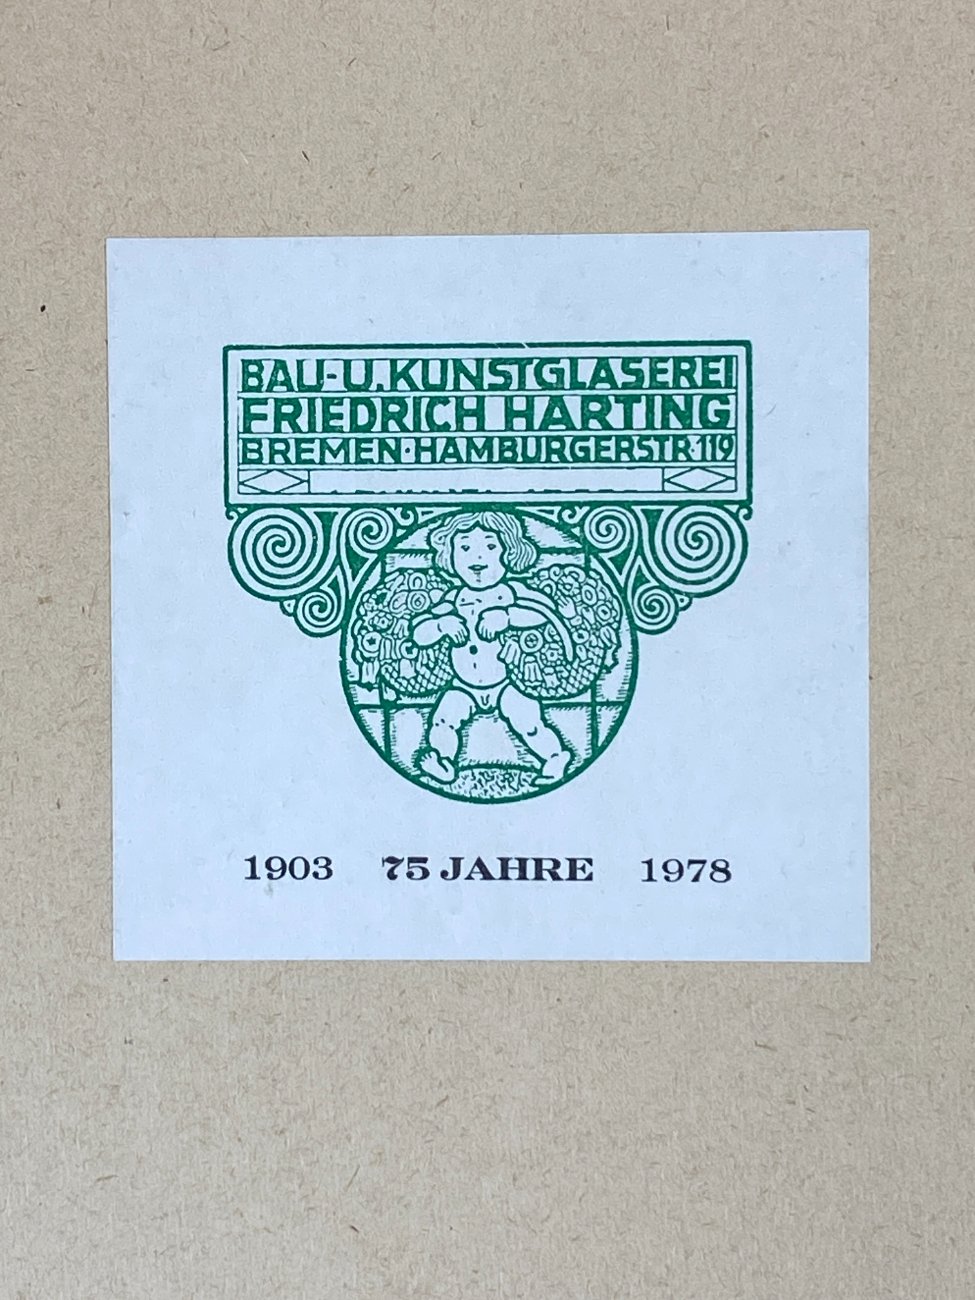 BAU-U.KUNSTGLASEREI
FRIEDRICH HARTING
BREMEN·HAMBURGERSTR·119
1903 75 JAHRE 1978